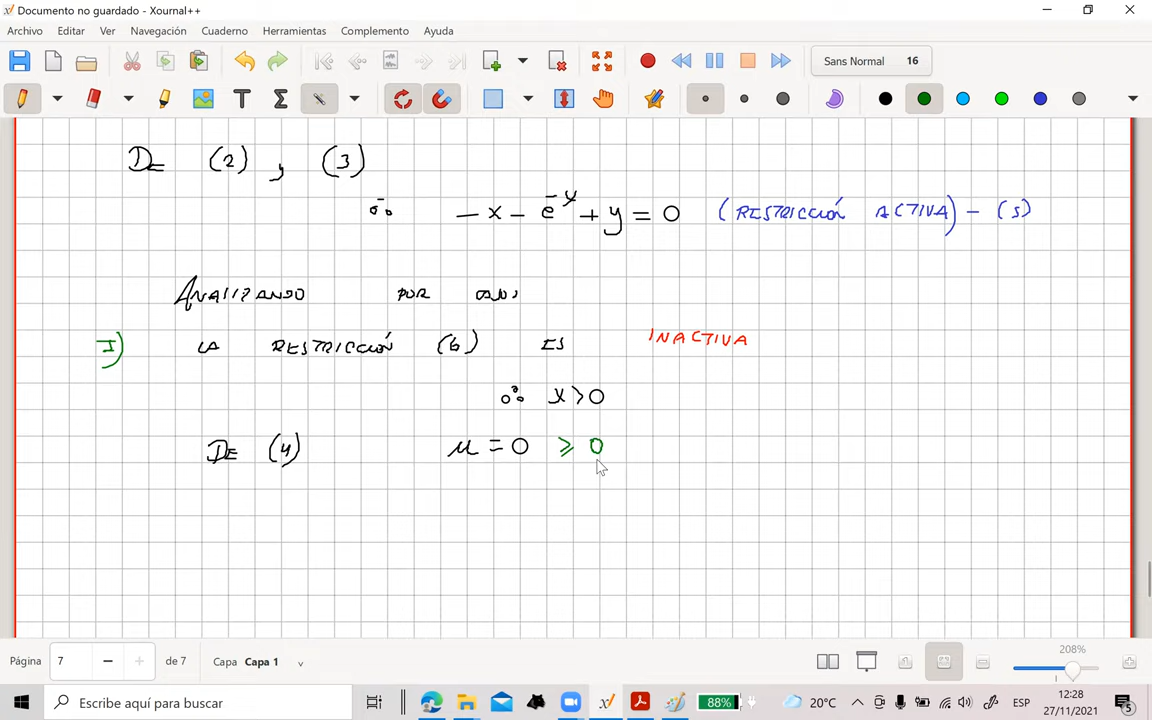 Documento no guardado - Xournal++
Archivo Editar Ver Navegación Cuaderno Herramientas Complemento Ayuda
Sans Normal 16
DE (2) y (3)
∴ -x - e^-y + y = 0 (RESTRICCIÓN ACTIVA) - (5)
ANALIZANDO POR CASOS
I) LA RESTRICCIÓN (6) ES INACTIVA
∴ x > 0
DE (4) μ = 0 ≥ 0
Página 7 de 7 Capa Capa 1 208%
Escribe aquí para buscar 88% 20°C ESP 12:28
27/11/2021 5